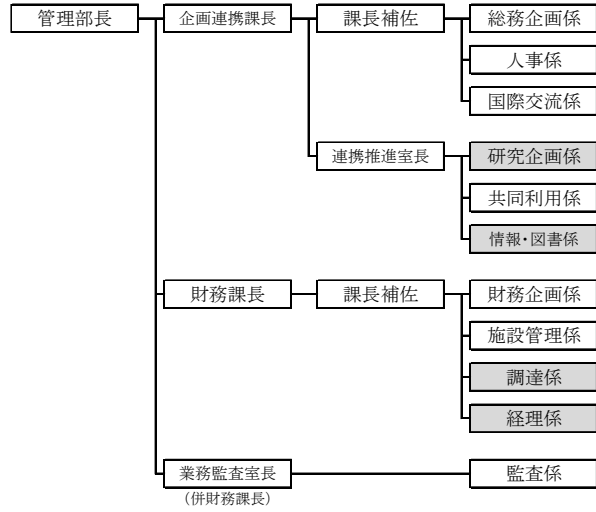 管理部長
企画連携課長
課長補佐
総務企画係
人事係
国際交流係
連携推進室長
研究企画係
共同利用係
情報・図書係
財務課長
課長補佐
財務企画係
施設管理係
調達係
経理係
業務監査室長
(併財務課長)
監査係